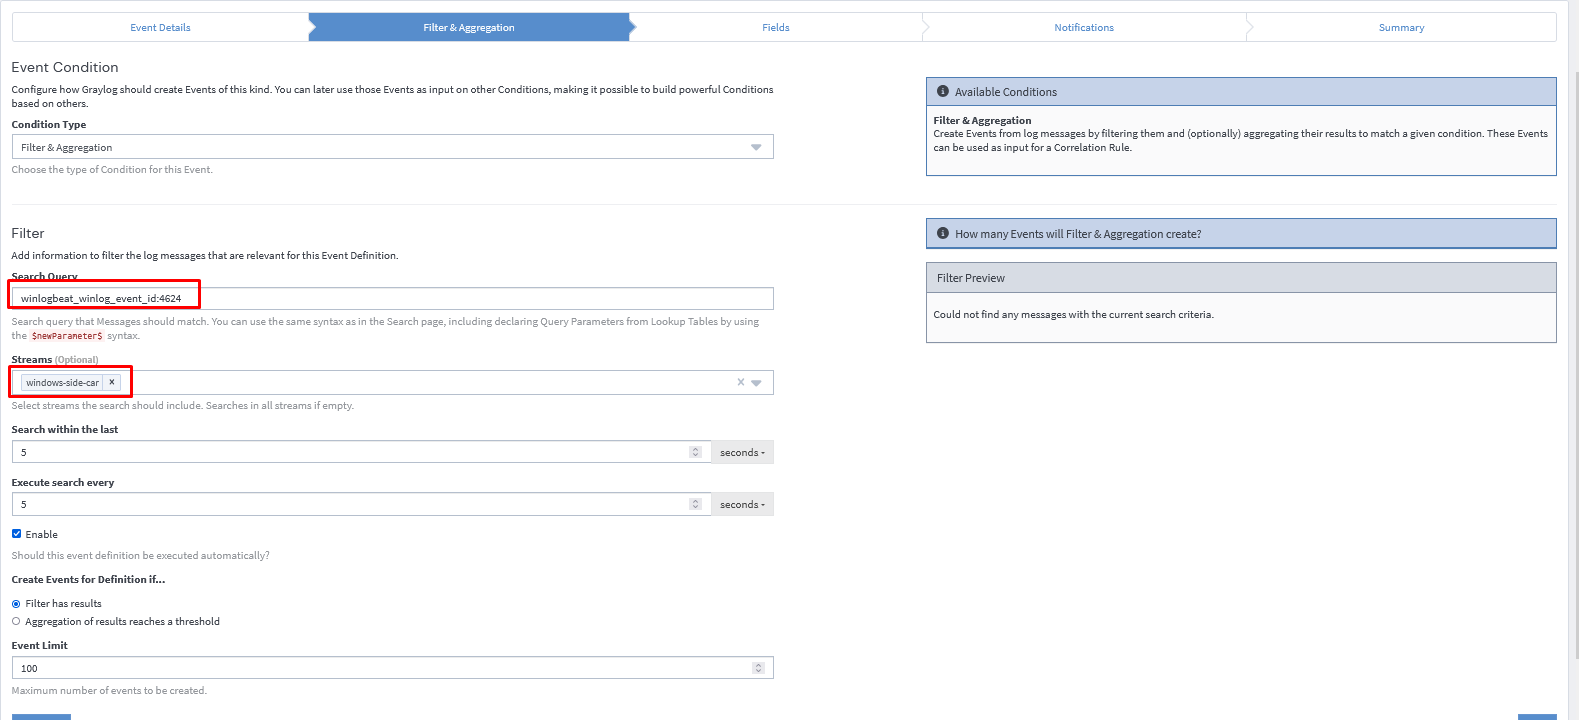 Event Details
Filter & Aggregation
Fields
Notifications
Summary
Event Condition
Configure how Graylog should create Events of this kind. You can later use those Events as input on other Conditions, making it possible to build powerful Conditions
based on others.
Condition Type
Filter & Aggregation
Choose the type of Condition for this Event.
Available Conditions
Filter & Aggregation
Create Events from log messages by filtering them and (optionally) aggregating their results to match a given condition. These Events
can be used as input for a Correlation Rule.
Filter
Add information to filter the log messages that are relevant for this Event Definition.
Search Query
winlogbeat_winlog_event_id:4624
Search query that Messages should match. You can use the same syntax as in the Search page, including declaring Query Parameters from Lookup Tables by using
the $newParameter$ syntax.
Streams (Optional)
windows-side-car ×
×
Select streams the search should include. Searches in all streams if empty.
Search within the last
5 seconds
Execute search every
5 seconds
Enable
Should this event definition be executed automatically?
Create Events for Definition if...
Filter has results
Aggregation of results reaches a threshold
Event Limit
100
Maximum number of events to be created.
How many Events will Filter & Aggregation create?
Filter Preview
Could not find any messages with the current search criteria.